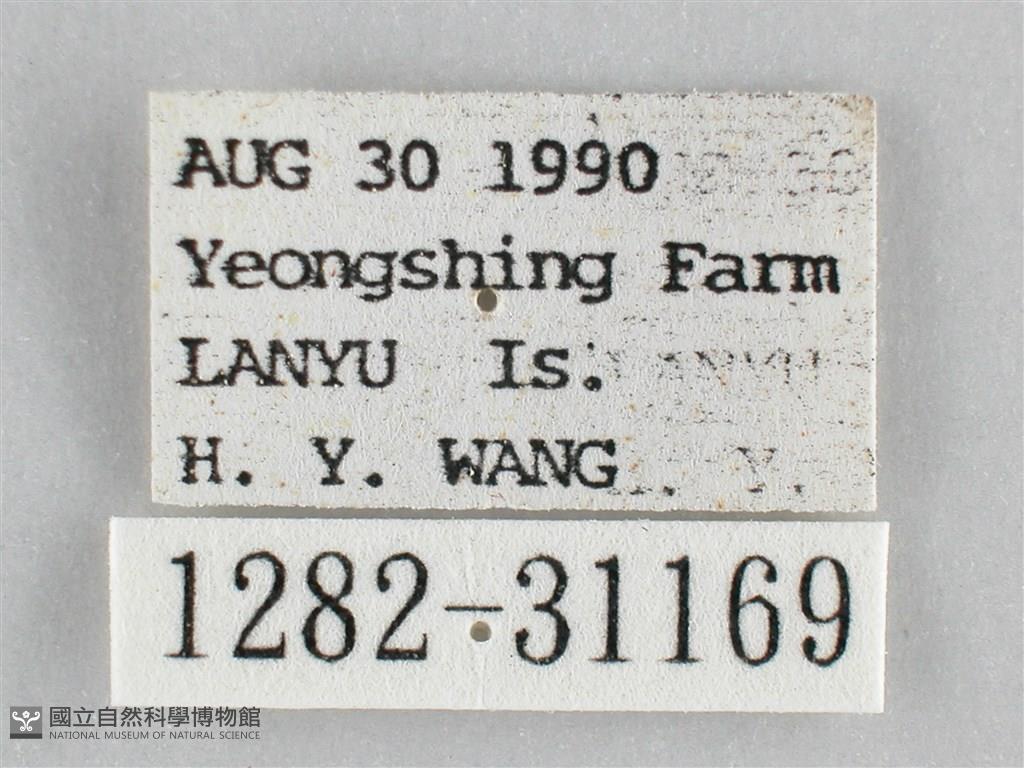 AUG 30 1990
Yeongshing Farm
LANYU Is.
H. Y. WANG
1282-31169
國立自然科學博物館
NATIONAL MUSEUM OF NATURAL SCIENCE